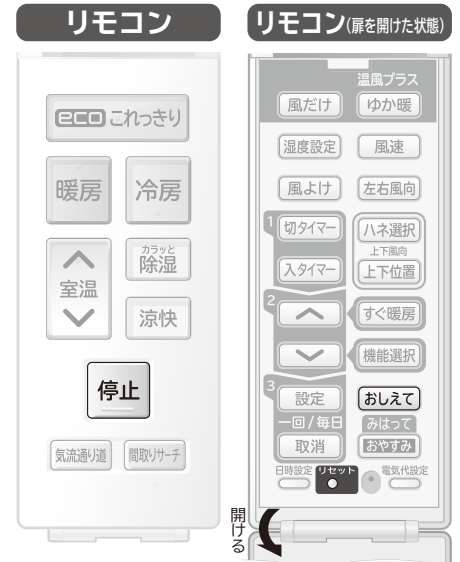 リモコン
eco これっきり
暖房
冷房
室温
カラッと
除湿
涼快
停止
気流通り道
間取りサーチ
リモコン(扉を開けた状態)
温風プラス
風だけ
ゆか暖
湿度設定
風速
風よけ
左右風向
1
切タイマー
ハネ選択
上下風向
入タイマー
上下位置
2
すぐ暖房
機能選択
3
設定
おしえて
一回/毎日
みはって
取消
おやすみ
日時設定
リセット
電気代設定
開ける